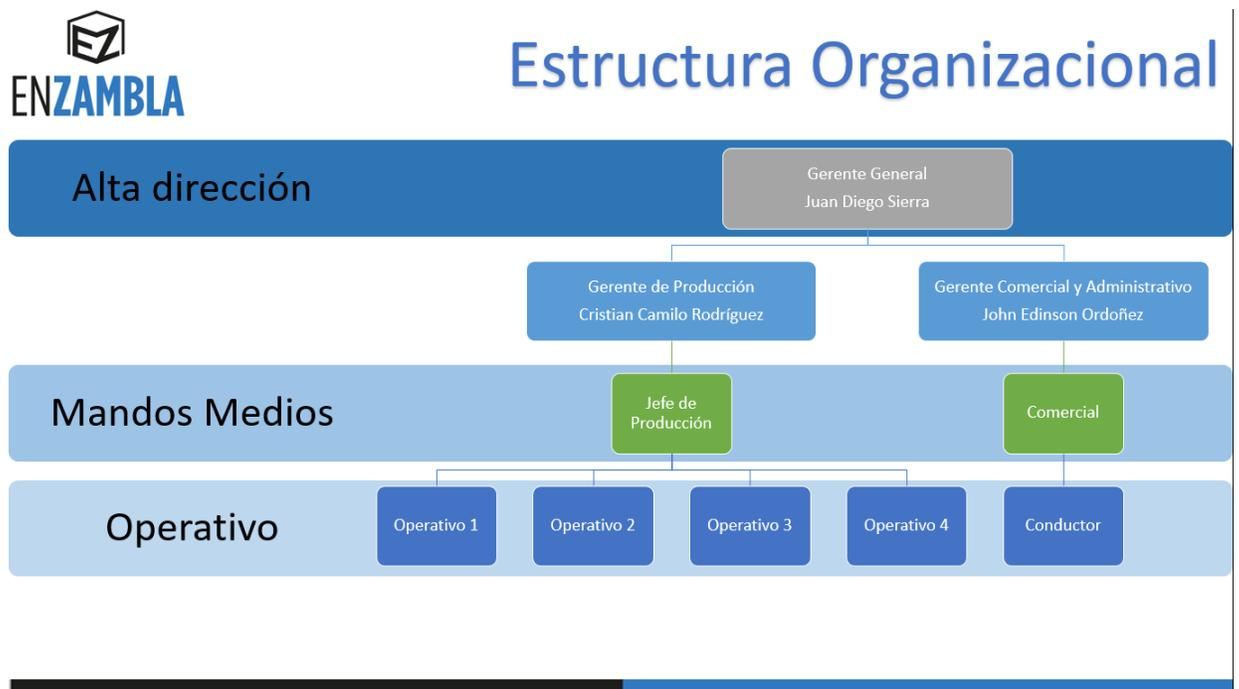 EZ
ENZAMBLA
Estructura Organizacional
Alta dirección
Gerente General
Juan Diego Sierra
Gerente de Producción
Cristian Camilo Rodríguez
Gerente Comercial y Administrativo
John Edinson Ordoñez
Mandos Medios
Jefe de
Producción
Comercial
Operativo
Operativo 1
Operativo 2
Operativo 3
Operativo 4
Conductor